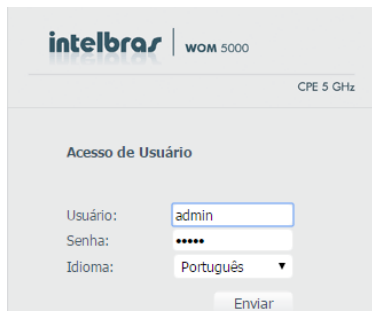 intelbras WOM 5000
CPE 5 GHz
Acesso de Usuário
Usuário: admin
Senha: •••••
Idioma: Português
Enviar